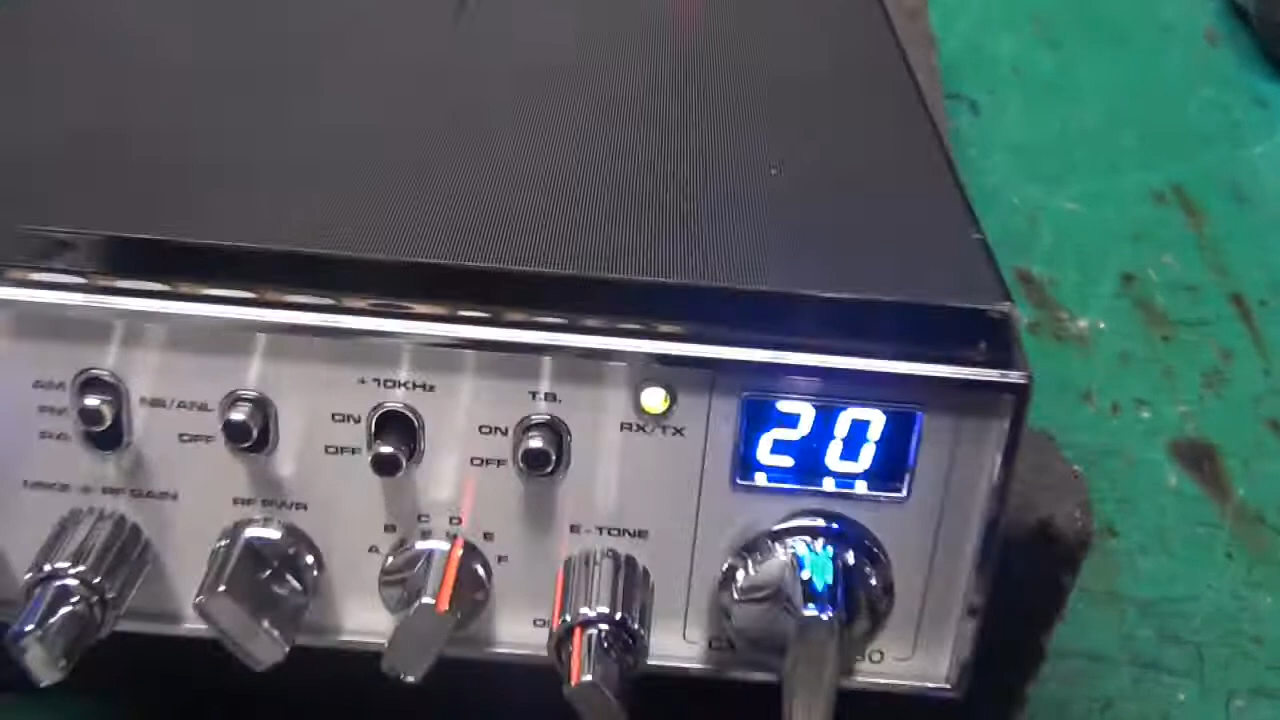 +10KHz
T.B.
AM
NB/ANL
ON
ON
OFF
OFF
OFF
RX/TX
20
RF PWR
B C D E
A F
E-TONE